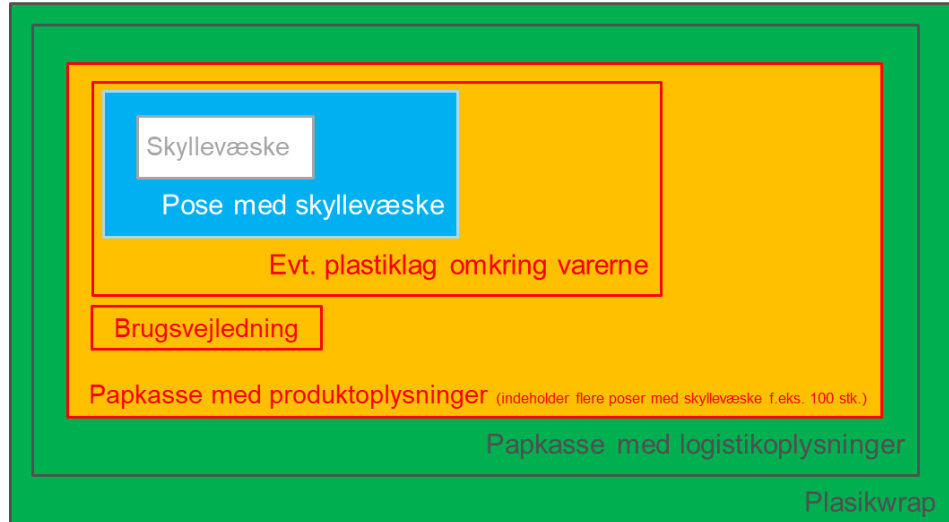 Skyllevæske
Pose med skyllevæske
Evt. plastiklag omkring varerne
Brugsvejledning
Papkasse med produktoplysninger (indeholder flere poser med skyllevæske f.eks. 100 stk.)
Papkasse med logistikoplysninger
Plasikwrap